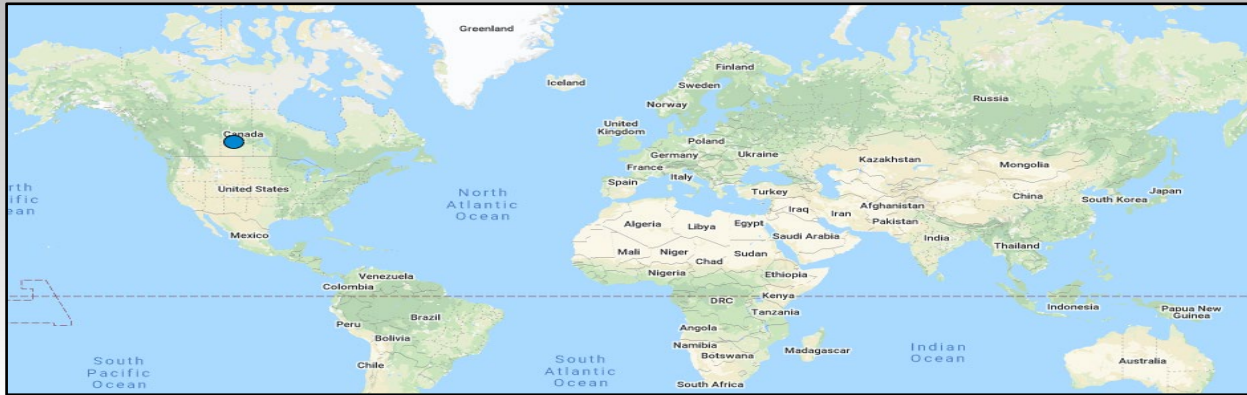 Greenland
Iceland
Finland
Sweden
Norway
Russia
United
Kingdom
Canada
Poland
Germany
Ukraine
France
Kazakhstan
Mongolia
Italy
Spain
Turkey
United States
North
Atlantic
Ocean
China
Japan
South Korea
Afghanistan
Iraq
Iran
Pakistan
Algeria
Libya
Egypt
Saudi Arabia
India
Mexico
Mali
Niger
Chad
Sudan
Thailand
Nigeria
Ethiopia
Venezuela
Colombia
DRC
Kenya
Tanzania
Indonesia
Papua New
Guinea
Brazil
Peru
Bolivia
Angola
Namibia
Botswana
Madagascar
Indian
Ocean
Australia
Chile
South
Pacific
Ocean
South
Atlantic
Ocean
South Africa